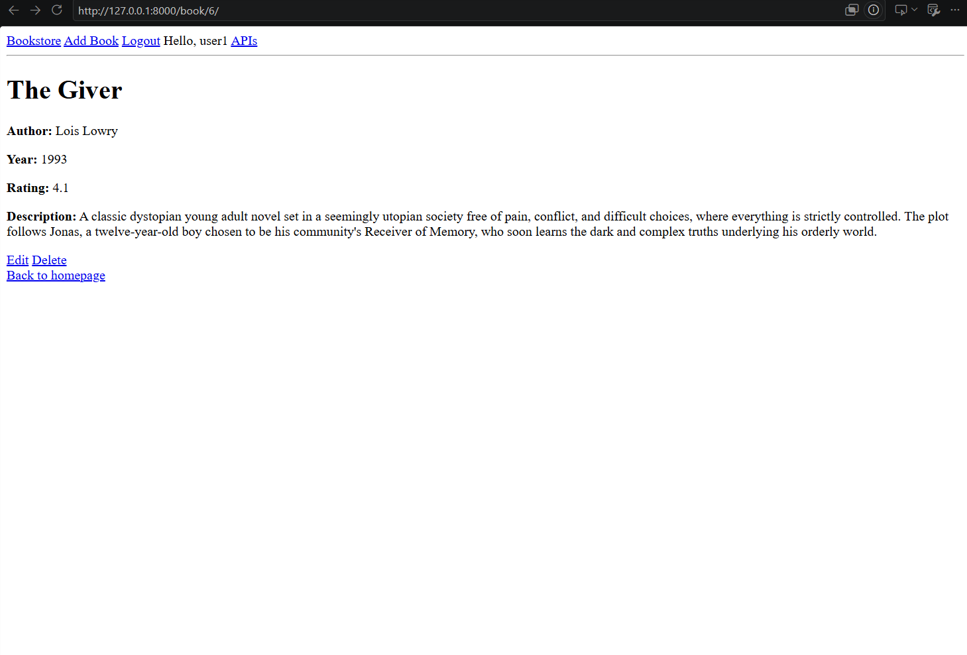 http://127.0.0.1:8000/book/6/
Bookstore Add Book Logout Hello, user1 APIs
The Giver
Author: Lois Lowry
Year: 1993
Rating: 4.1
Description: A classic dystopian young adult novel set in a seemingly utopian society free of pain, conflict, and difficult choices, where everything is strictly controlled. The plot
follows Jonas, a twelve-year-old boy chosen to be his community's Receiver of Memory, who soon learns the dark and complex truths underlying his orderly world.
Edit Delete
Back to homepage